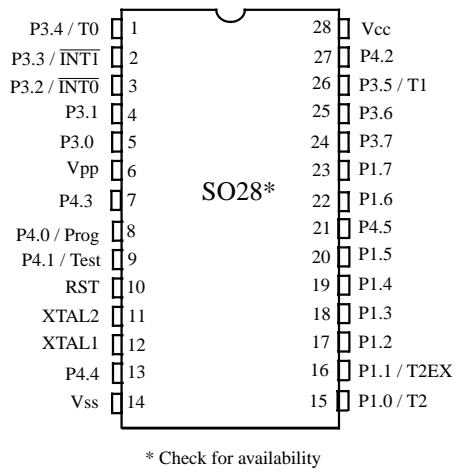 P3.4 / T0 1 28 Vcc
P3.3 / INT1 2 27 P4.2
P3.2 / INT0 3 26 P3.5 / T1
P3.1 4 25 P3.6
P3.0 5 24 P3.7
Vpp 6 23 P1.7
SO28*
P4.3 7 22 P1.6
P4.0 / Prog 8 21 P4.5
P4.1 / Test 9 20 P1.5
RST 10 19 P1.4
XTAL2 11 18 P1.3
XTAL1 12 17 P1.2
P4.4 13 16 P1.1 / T2EX
Vss 14 15 P1.0 / T2
* Check for availability